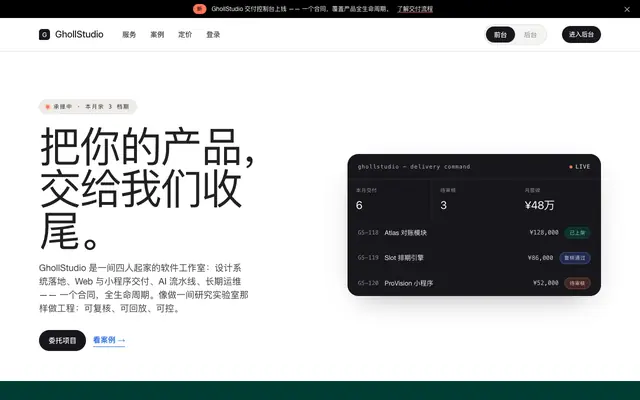 新 GhollStudio 交付控制台上线 —— 一个合同，覆盖产品全生命周期。 了解交付流程
G GhollStudio 服务 案例 定价 登录 前台 后台 进入后台
承接中 · 本月余 3 档期
把你的产品，
交给我们收
尾。
GhollStudio 是一间四人起家的软件工作室：设计系
统落地、Web 与小程序交付、AI 流水线、长期运维
—— 一个合同，全生命周期。像做一间研究实验室那
样做工程：可复核、可回放、可控。
委托项目 看案例 →
ghollstudio — delivery command LIVE
本月交付 待审核 月营收
6 3 ¥48万
GS-118 Atlas 对账模块 ¥128,000 已上架
GS-119 Slot 排期引擎 ¥86,000 暂核通过
GS-120 ProVision 小程序 ¥52,000 待审核